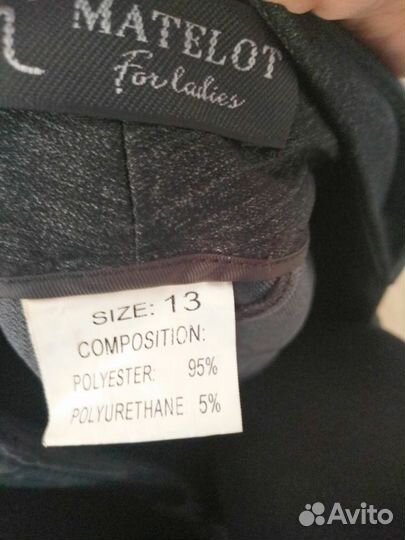 MATELOT
For ladies
SIZE: 13
COMPOSITION:
POLYESTER: 95%
POLYURETHANE 5%
Avito